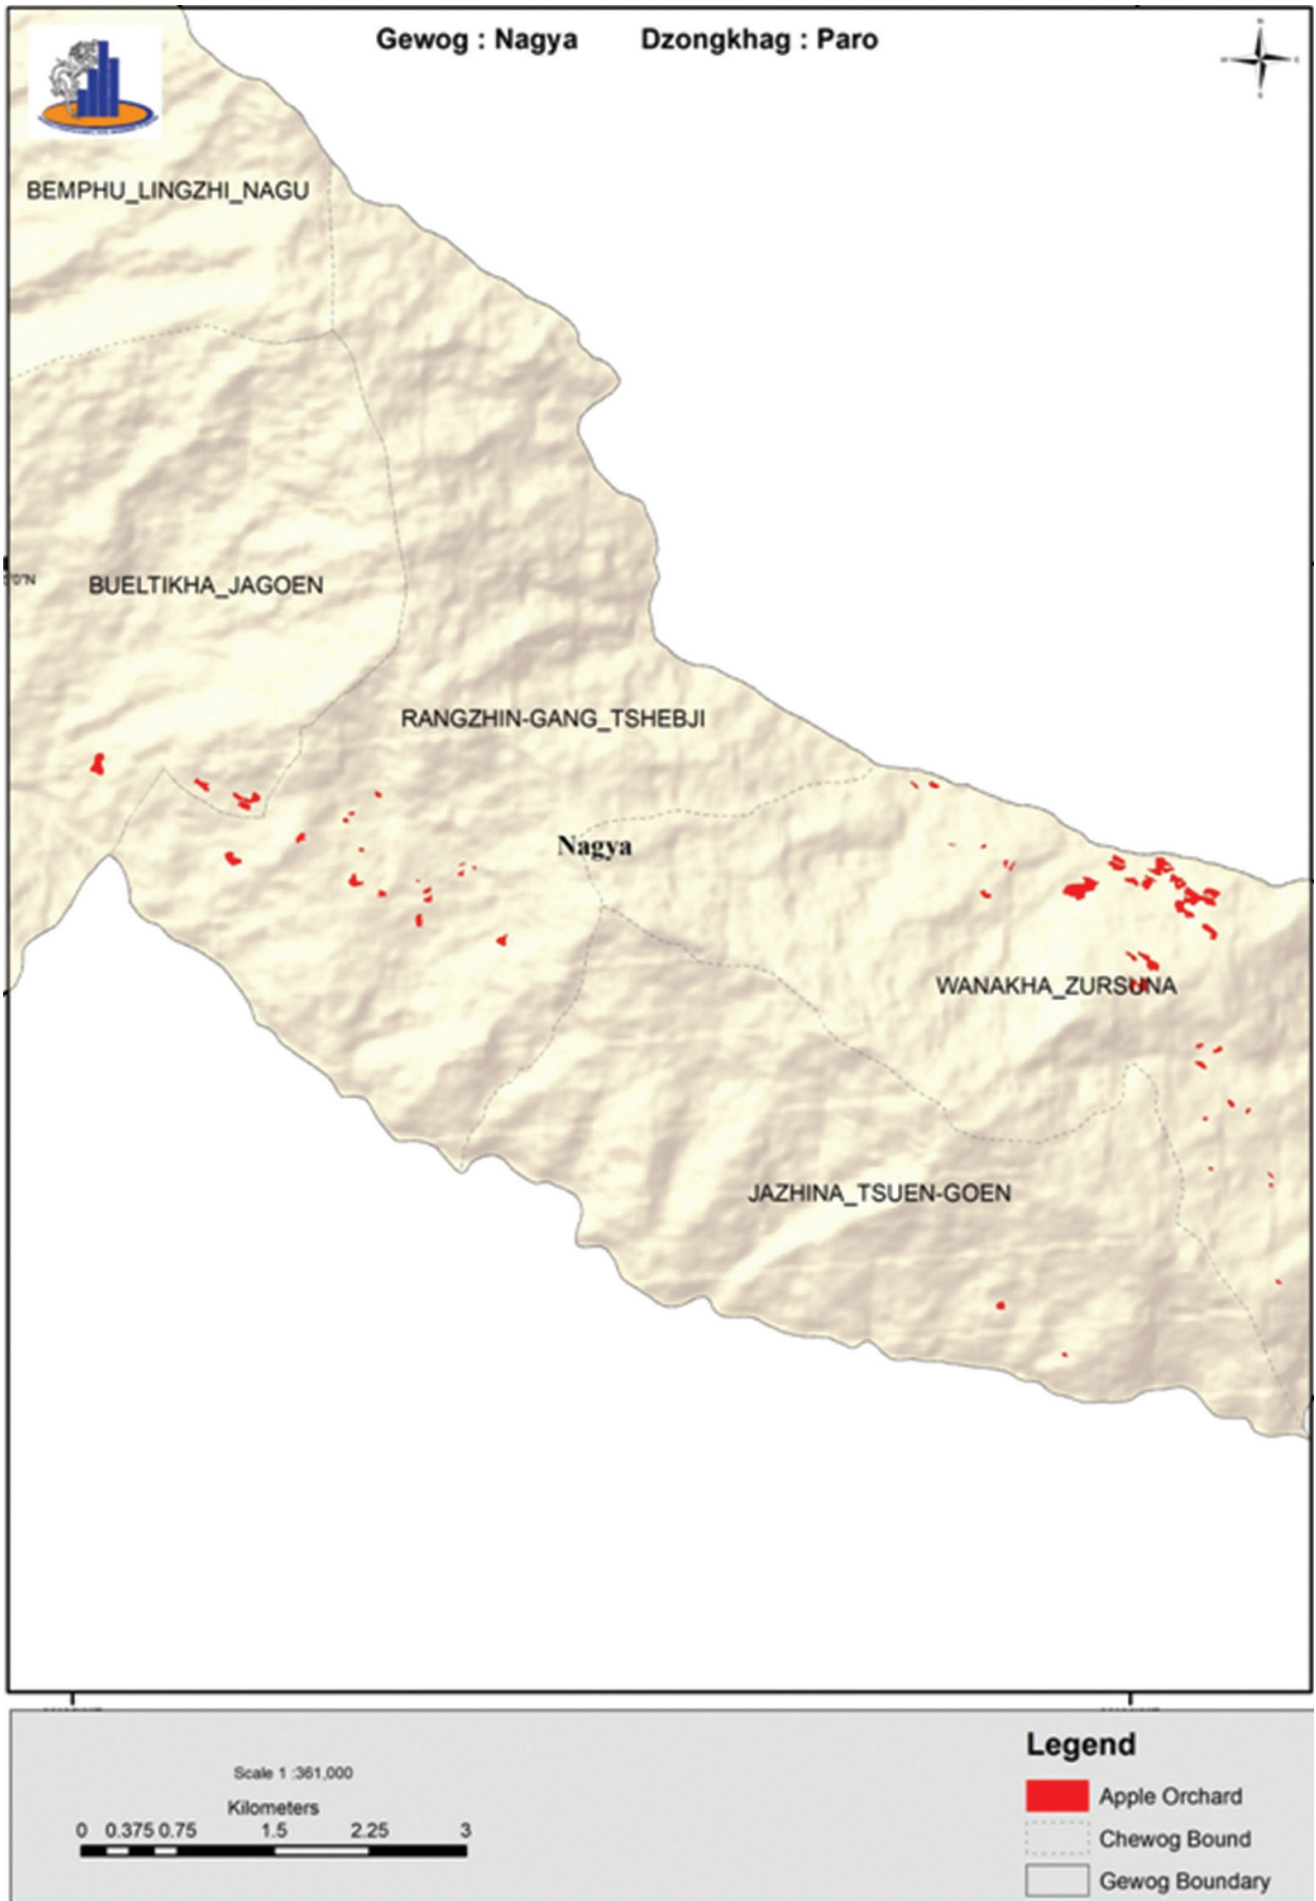 Gewog : Nagya Dzongkhag : Paro
N
BEMPHU_LINGZHI_NAGU
0"N
BUELTIKHA_JAGOEN
RANGZHIN-GANG_TSHEBJI
Nagya
WANAKHA_ZURSUNA
JAZHINA_TSUEN-GOEN
Scale 1 :361,000
Kilometers
0 0.375 0.75 1.5 2.25 3
Legend
Apple Orchard
Chewog Bound
Gewog Boundary